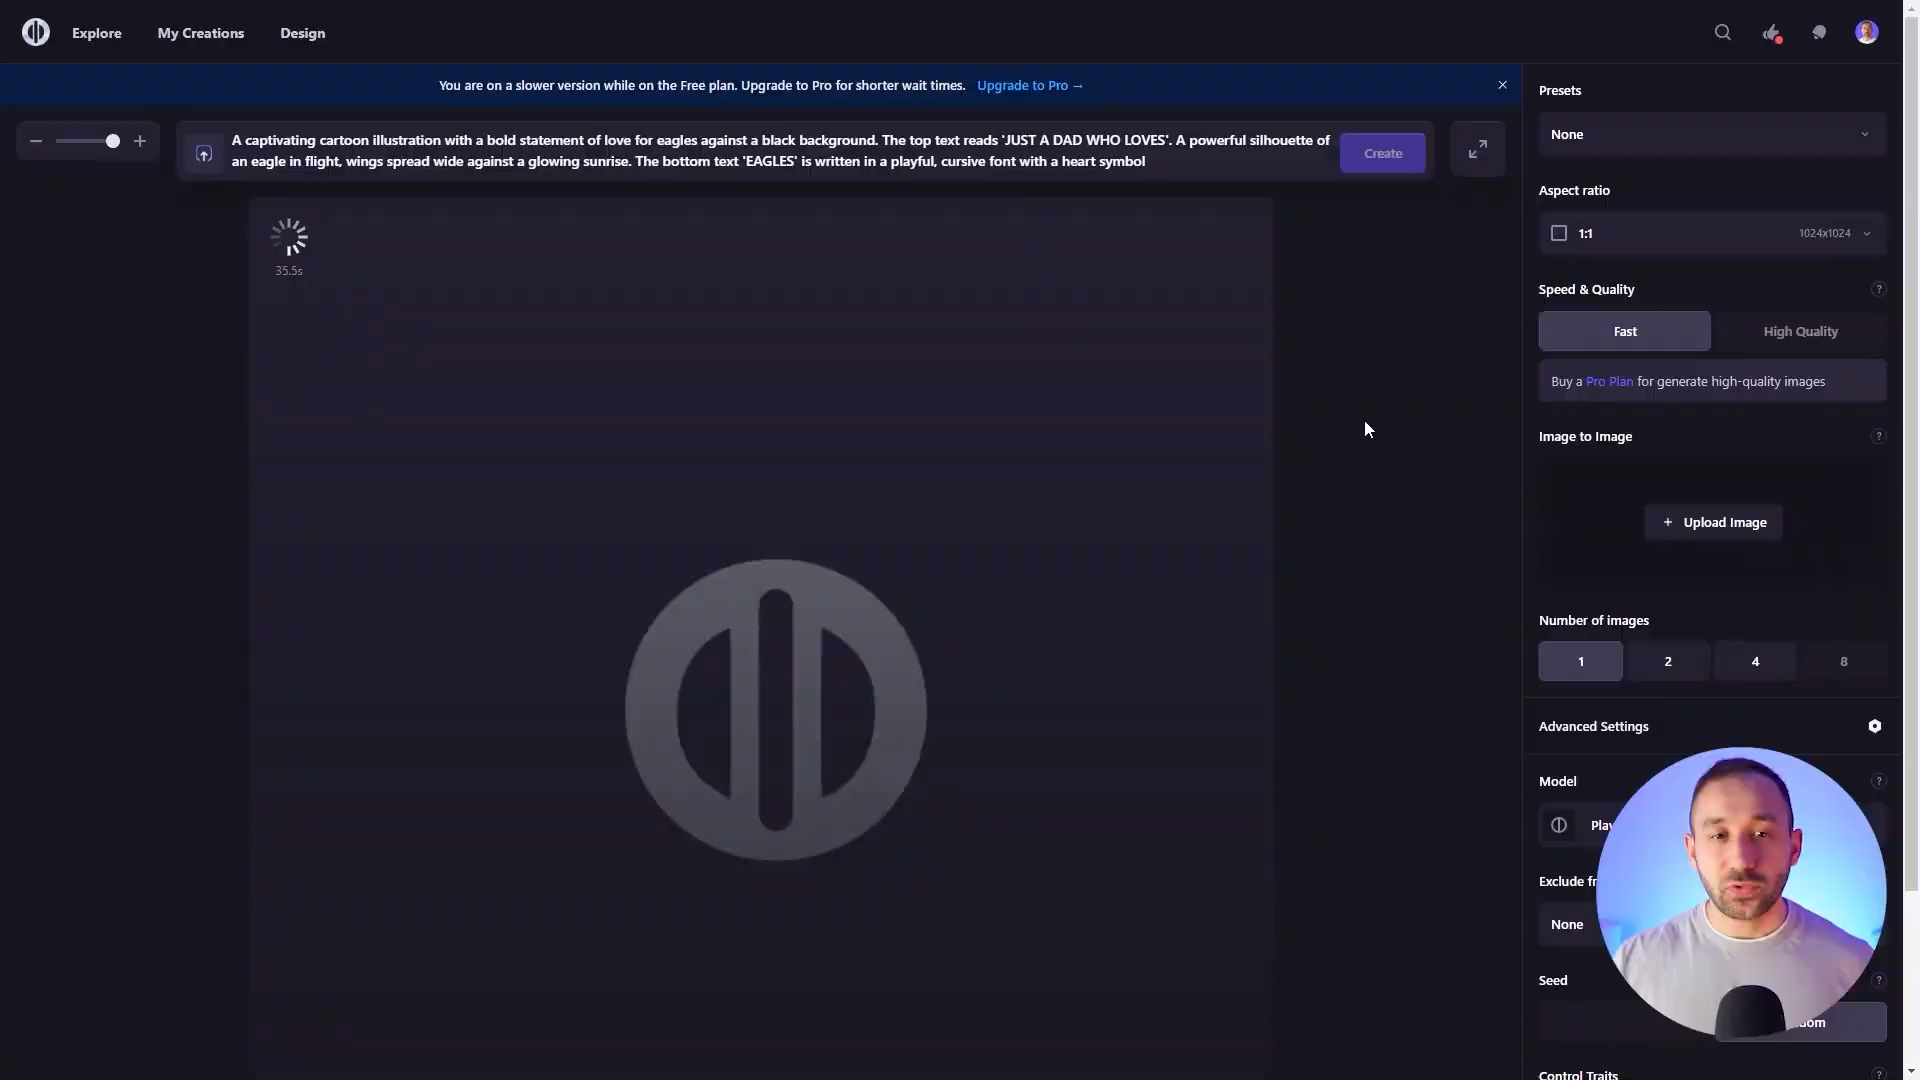 Explore
My Creations
Design
You are on a slower version while on the Free plan. Upgrade to Pro for shorter wait times. Upgrade to Pro →
A captivating cartoon illustration with a bold statement of love for eagles against a black background. The top text reads 'JUST A DAD WHO LOVES'. A powerful silhouette of
an eagle in flight, wings spread wide against a glowing sunrise. The bottom text 'EAGLES' is written in a playful, cursive font with a heart symbol
Create
35.5s
Presets
None
Aspect ratio
1:1
1024x1024
Speed & Quality
?
Fast
High Quality
Buy a Pro Plan for generate high-quality images
Image to Image
?
+ Upload Image
Number of images
1
2
4
8
Advanced Settings
Model
?
Exclude
None
Seed
?
Control Traits
?